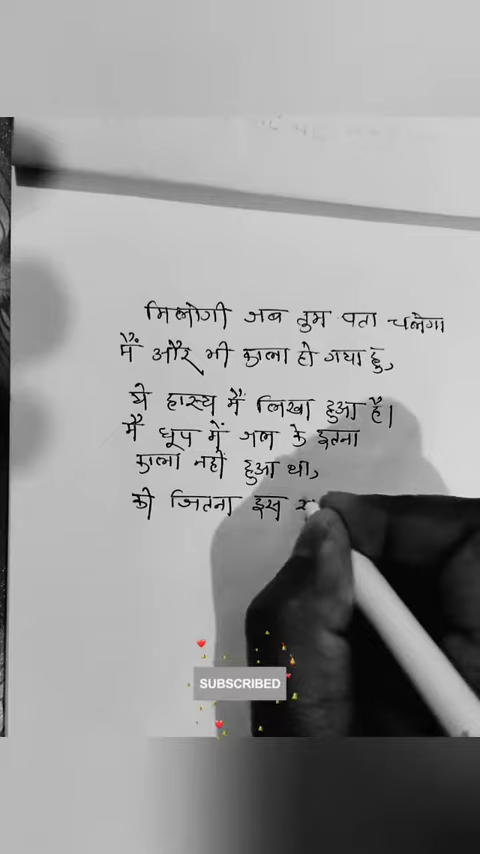 मिलोगी जब तुम पता चलेगा
मैं और भी काला हो गया हु,
ये हास्य मैं लिखा हुआ है।
मैं धूप में जल के इतना
काला नहीं हुआ था,
की जितना इस
SUBSCRIBED